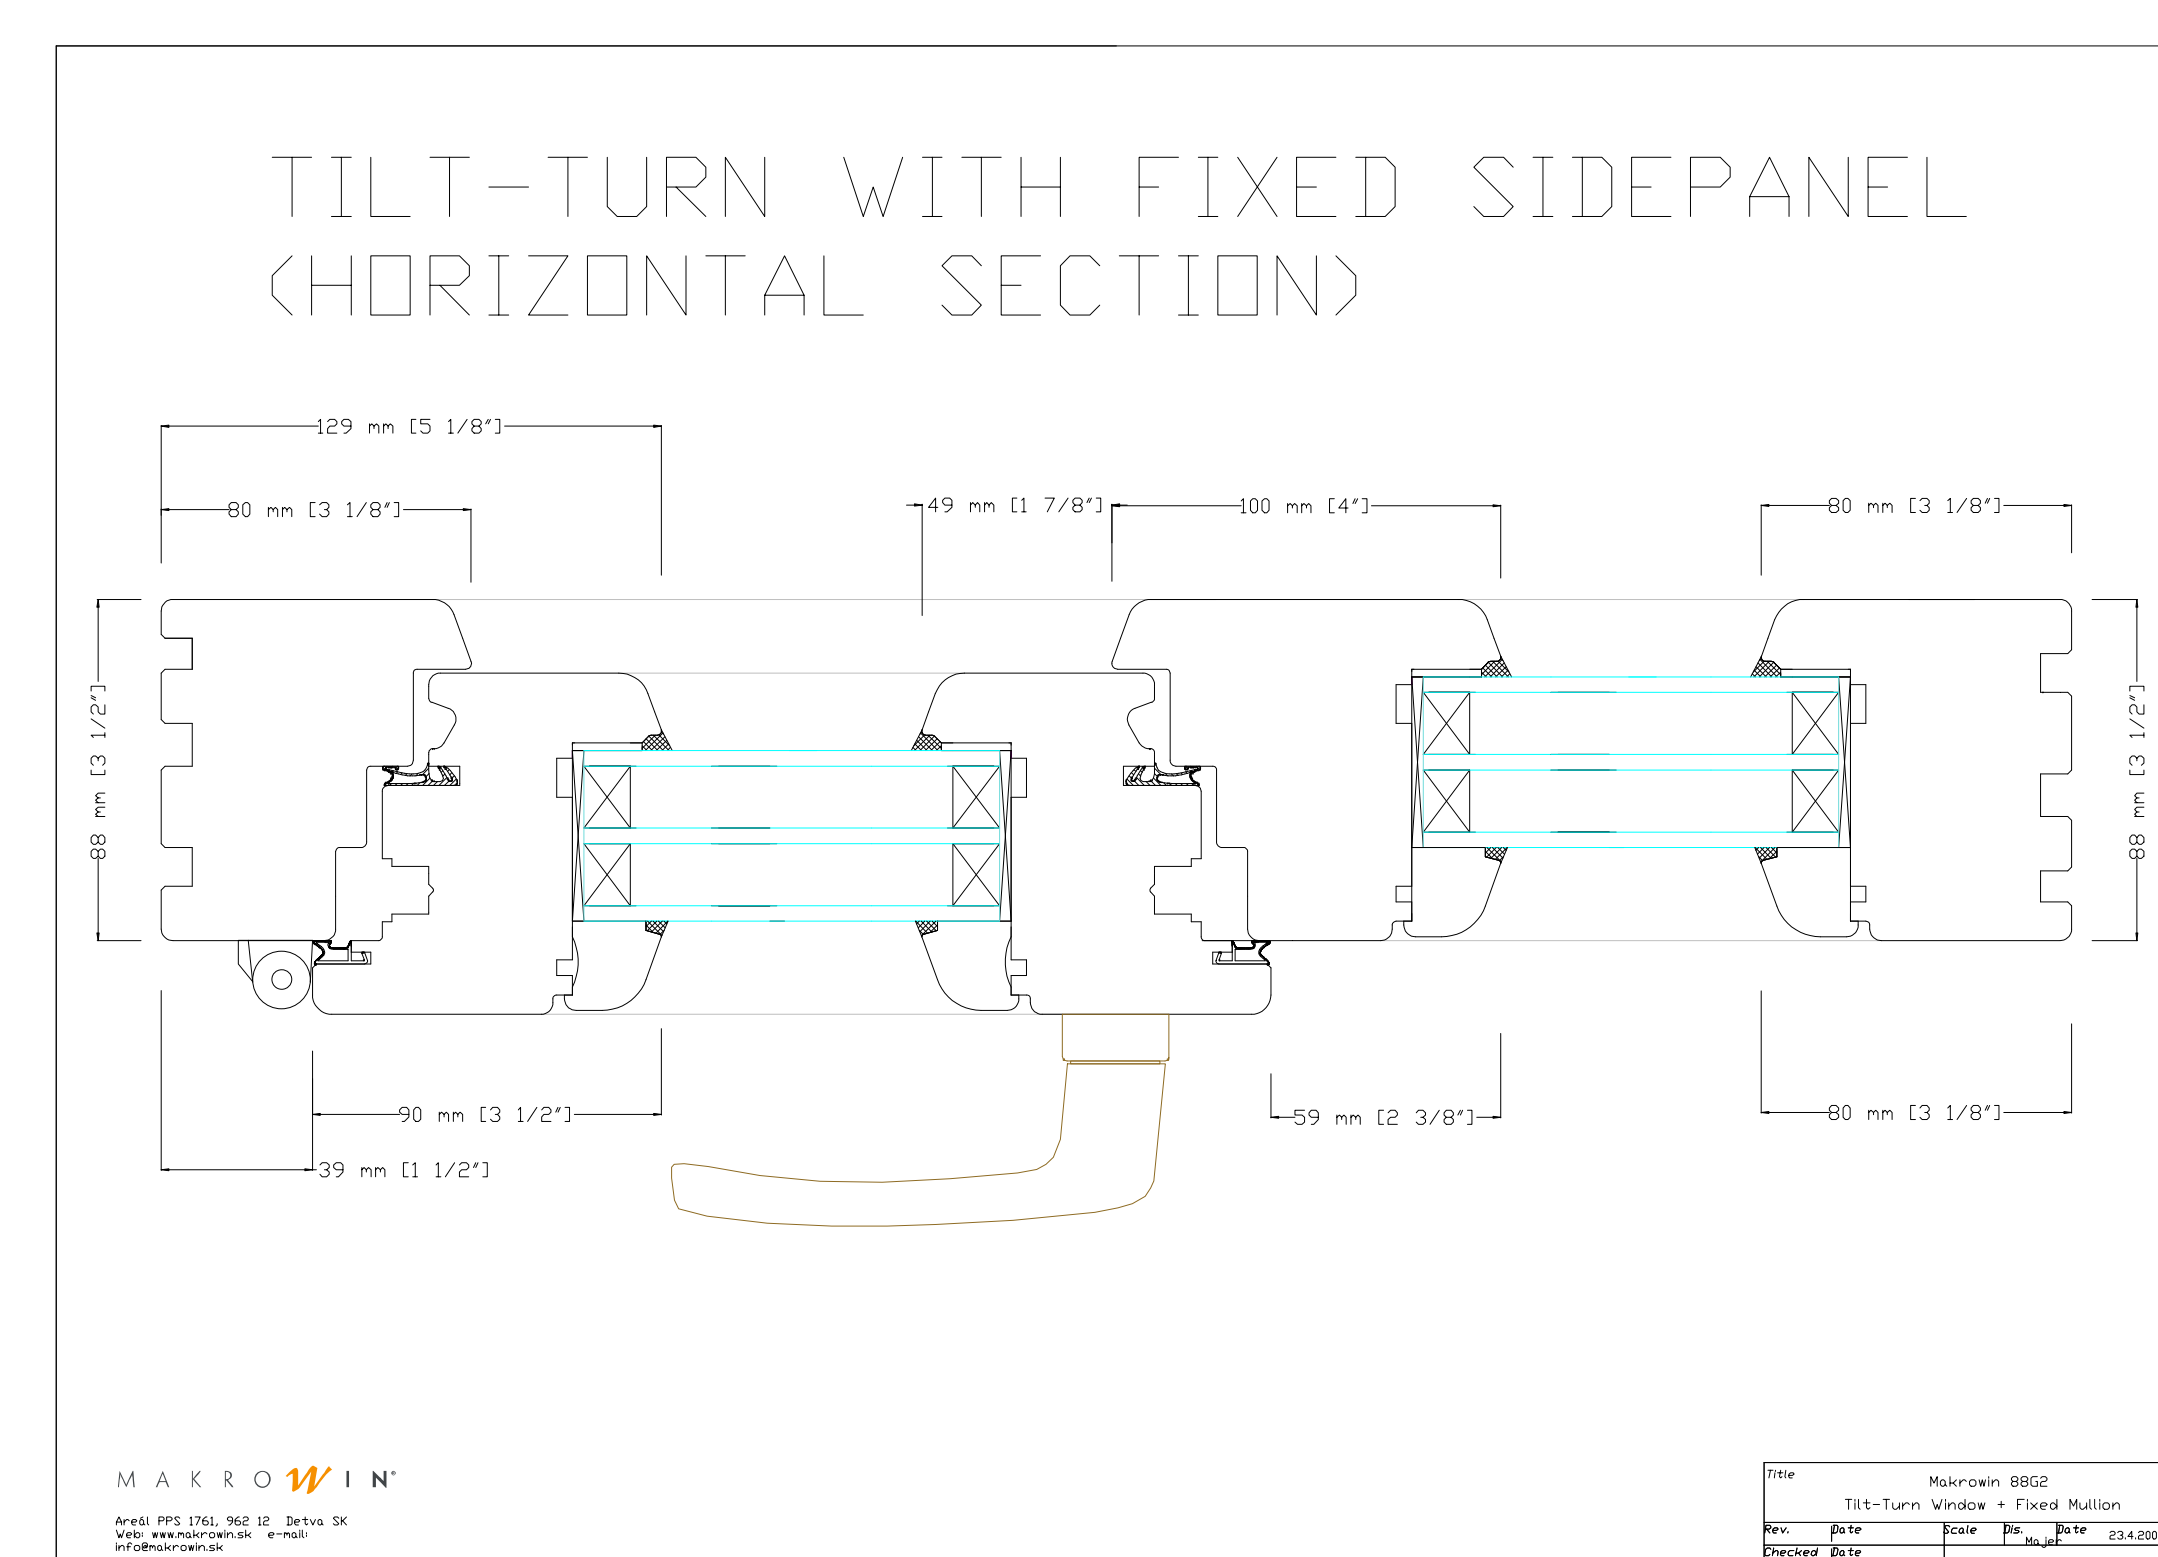 TILT-TURN WITH FIXED SIDEPANEL
(HORIZONTAL SECTION)
129 mm [5 1/8"]
80 mm [3 1/8"]
49 mm [1 7/8"]
100 mm [4"]
80 mm [3 1/8"]
88 mm [3 1/2"]
88 mm [3 1/2"]
90 mm [3 1/2"]
59 mm [2 3/8"]
80 mm [3 1/8"]
39 mm [1 1/2"]
MAKROWIN®
Areál PPS 1761, 962 12 Detva SK
Web: www.makrowin.sk e-mail:
info@makrowin.sk
Title
Makrowin 88G2
Tilt-Turn Window + Fixed Mullion
Rev. Date Scale Dis. Majer Date 23.4.200
Checked Date